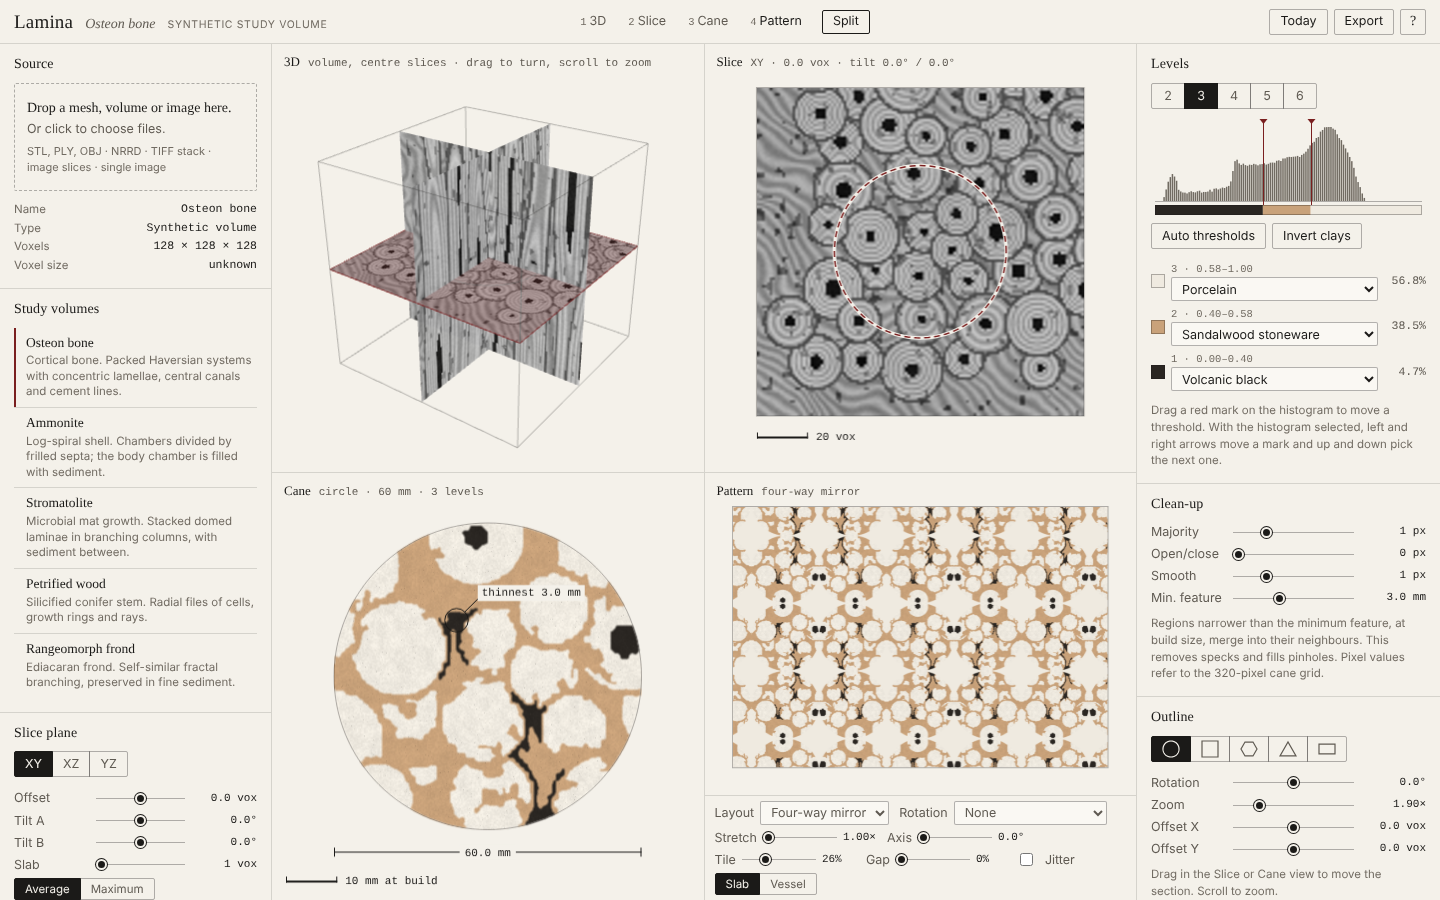 Lamina Osteon bone SYNTHETIC STUDY VOLUME
1 3D 2 Slice 3 Cane 4 Pattern Split
Today Export ?
Source
Drop a mesh, volume or image here.
Or click to choose files.
STL, PLY, OBJ · NRRD · TIFF stack ·
image slices · single image
Name Osteon bone
Type Synthetic volume
Voxels 128 × 128 × 128
Voxel size unknown
Study volumes
Osteon bone
Cortical bone. Packed Haversian systems
with concentric lamellae, central canals
and cement lines.
Ammonite
Log-spiral shell. Chambers divided by
frilled septa; the body chamber is filled
with sediment.
Stromatolite
Microbial mat growth. Stacked domed
laminae in branching columns, with
sediment between.
Petrified wood
Silicified conifer stem. Radial files of cells,
growth rings and rays.
Rangeomorph frond
Ediacaran frond. Self-similar fractal
branching, preserved in fine sediment.
Slice plane
XY XZ YZ
Offset 0.0 vox
Tilt A 0.0°
Tilt B 0.0°
Slab 1 vox
Average Maximum
3D volume, centre slices · drag to turn, scroll to zoom
Slice XY · 0.0 vox · tilt 0.0° / 0.0°
20 vox
Cane circle · 60 mm · 3 levels
thinnest 3.0 mm
60.0 mm
10 mm at build
Pattern four-way mirror
Layout Four-way mirror Rotation None
Stretch 1.00× Axis 0.0°
Tile 26% Gap 0% Jitter
Slab Vessel
Levels
2 3 4 5 6
Auto thresholds Invert clays
3 · 0.58–1.00
Porcelain 56.8%
2 · 0.40–0.58
Sandalwood stoneware 38.5%
1 · 0.00–0.40
Volcanic black 4.7%
Drag a red mark on the histogram to move a
threshold. With the histogram selected, left and
right arrows move a mark and up and down pick
the next one.
Clean-up
Majority 1 px
Open/close 0 px
Smooth 1 px
Min. feature 3.0 mm
Regions narrower than the minimum feature, at
build size, merge into their neighbours. This
removes specks and fills pinholes. Pixel values
refer to the 320-pixel cane grid.
Outline
Rotation 0.0°
Zoom 1.90×
Offset X 0.0 vox
Offset Y 0.0 vox
Drag in the Slice or Cane view to move the
section. Scroll to zoom.